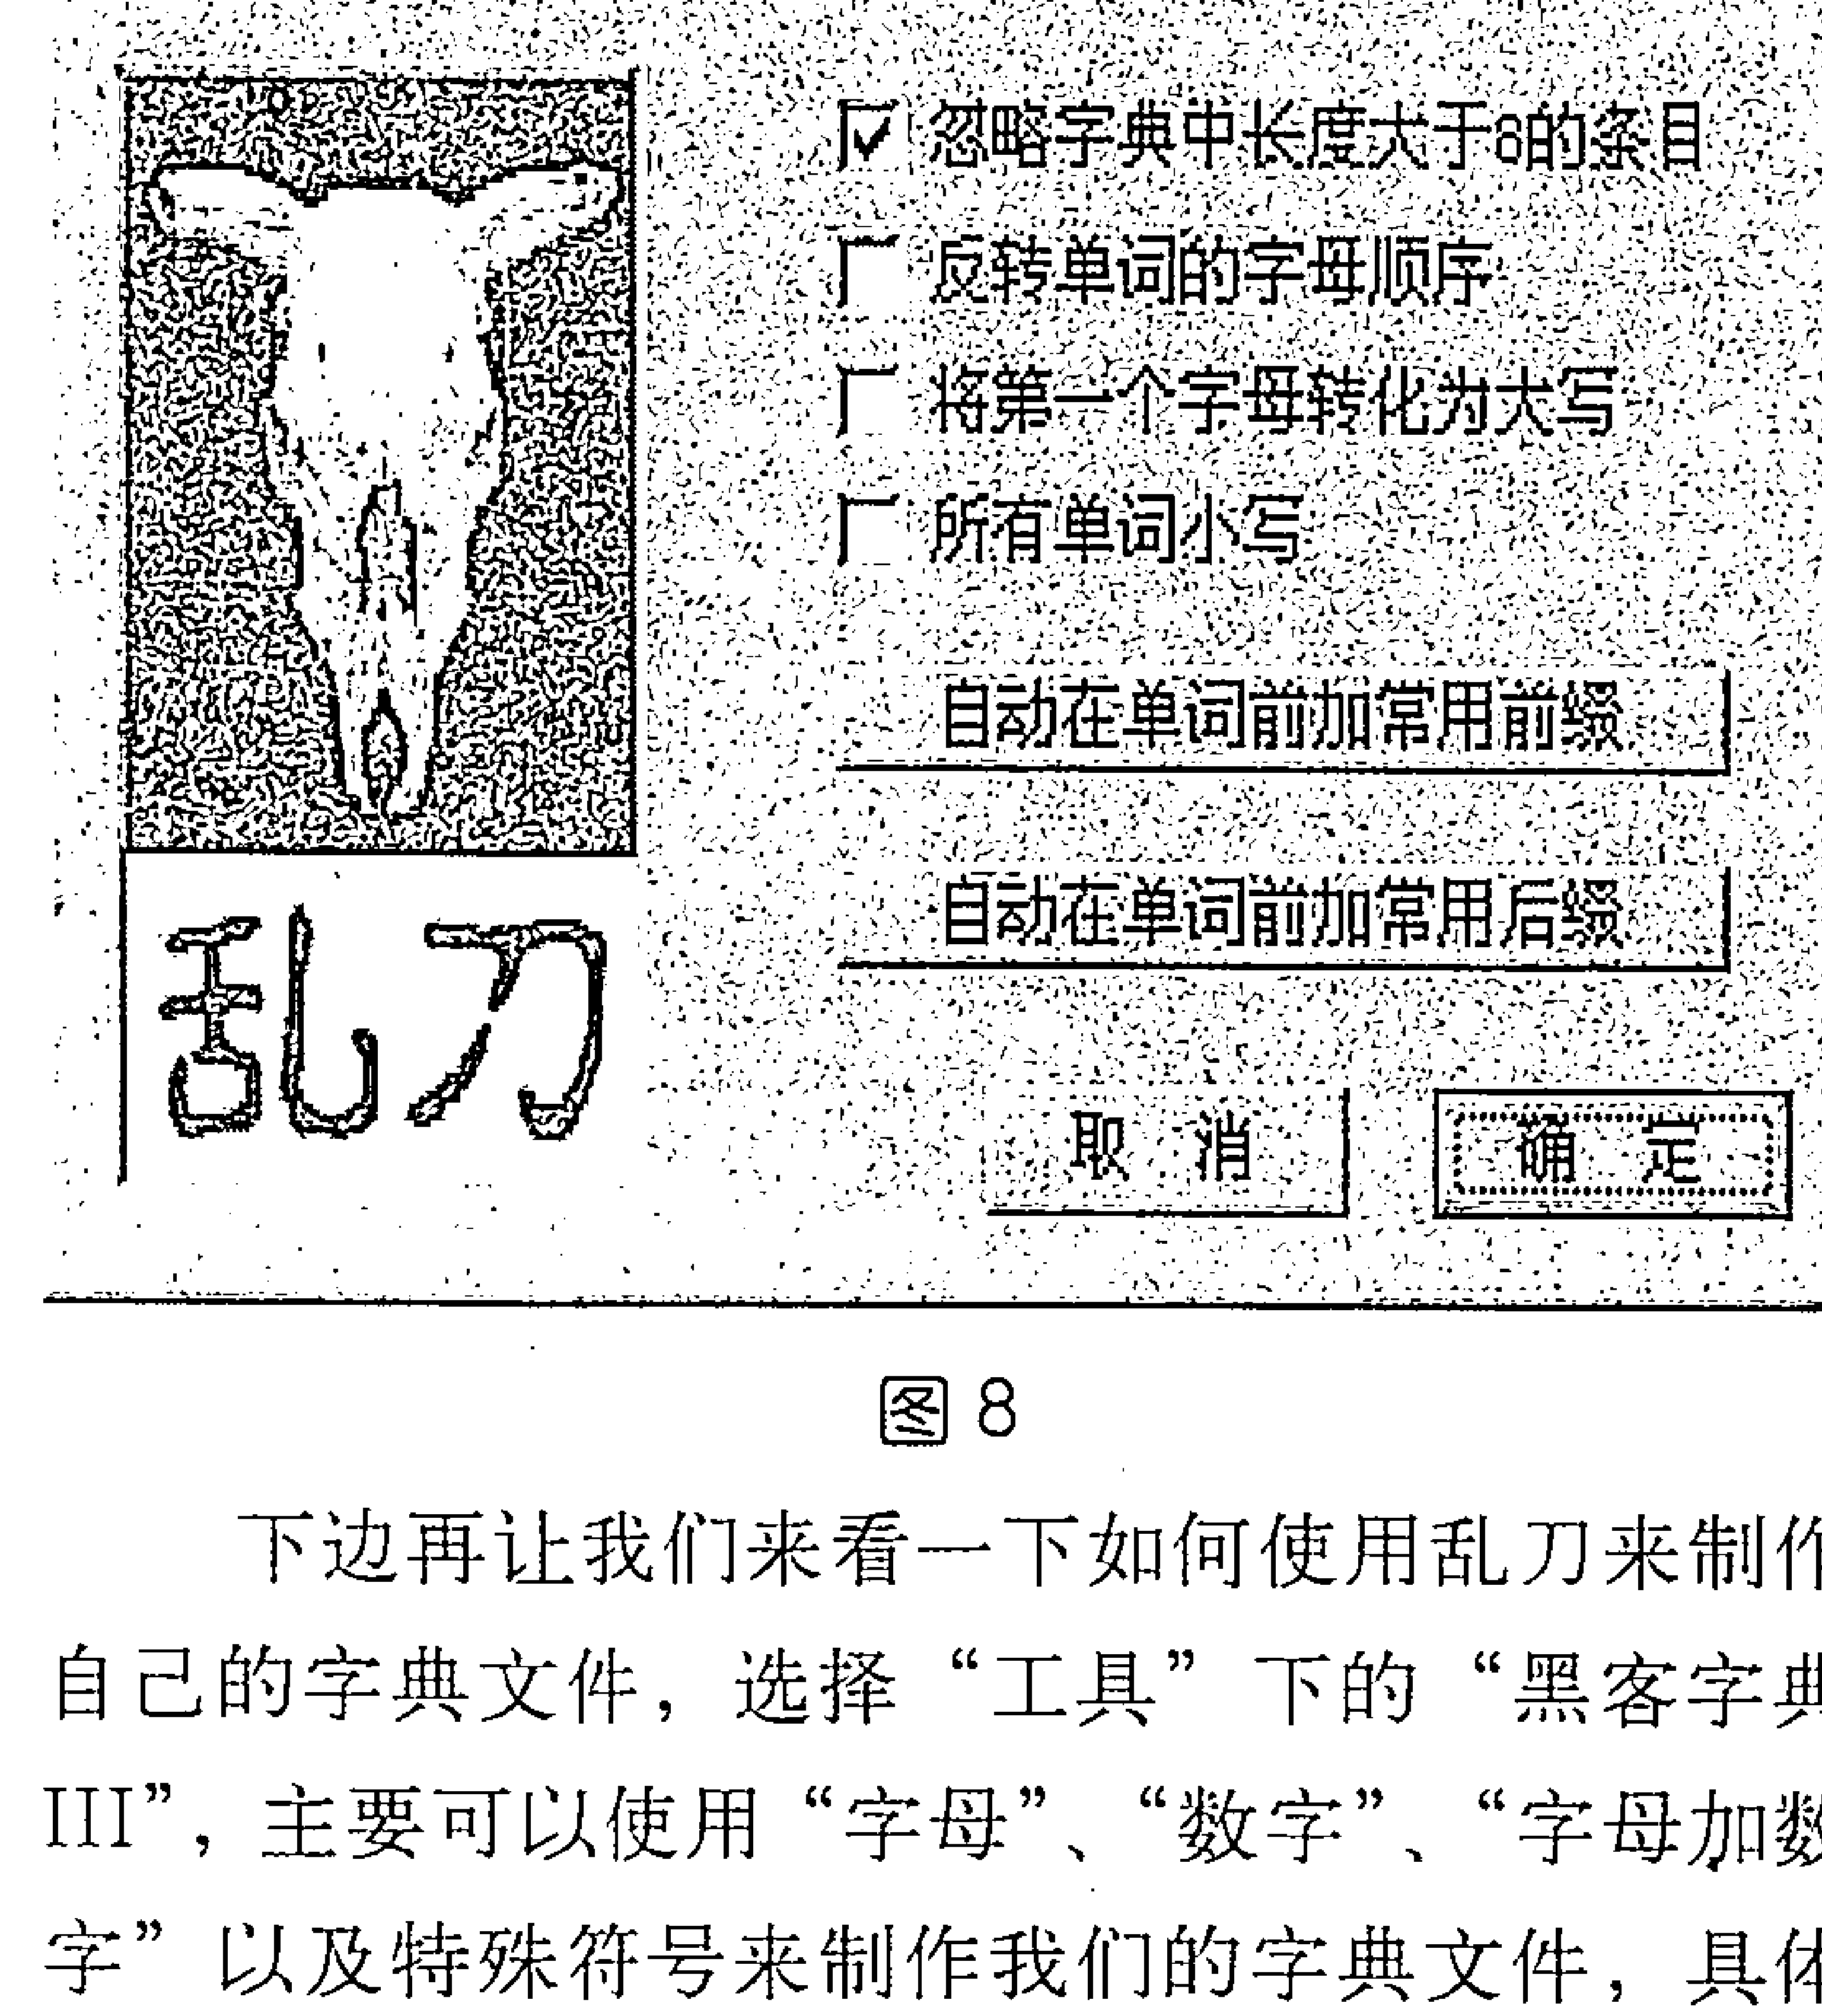 忽略字典中长度大于8的条目
反转单词的字母顺序
将第一个字母转化为大写
所有单词小写
自动在单词前加常用前缀
自动在单词前加常用后缀
乱刀
取 消
确 定
图 8
下边再让我们来看一下如何使用乱刀来制作
自己的字典文件，选择“工具”下的“黑客字典
III”，主要可以使用“字母”、“数字”、“字母加数
字”以及特殊符号来制作我们的字典文件，具体